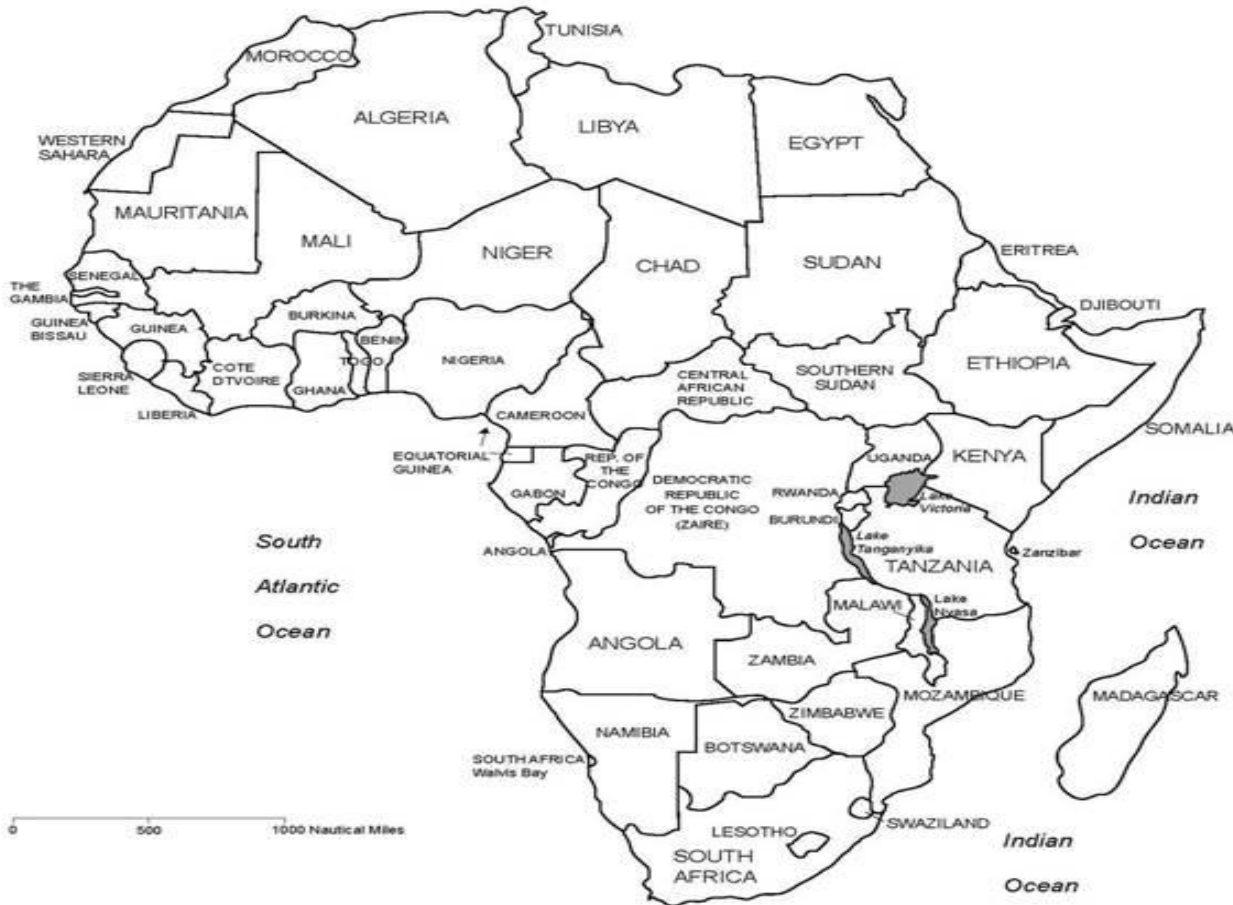 TUNISIA
MOROCCO
ALGERIA
LIBYA
EGYPT
WESTERN
SAHARA
MAURITANIA
MALI
NIGER
CHAD
SUDAN
ERITREA
SENEGAL
THE
GAMBIA
DJIBOUTI
GUINEA
BISSAU
GUINEA
BURKINA
BENIN
NIGERIA
TOGO
ETHIOPIA
SOUTHERN
SUDAN
CENTRAL
AFRICAN
REPUBLIC
COTE
DTVOIRE
SIERRA
LEONE
GHANA
LIBERIA
CAMEROON
SOMALIA
EQUATORIAL
GUINEA
REP. OF
THE
CONGO
UGANDA
KENYA
GABON
DEMOCRATIC
REPUBLIC
OF THE CONGO
(ZAIRE)
RWANDA
Lake
Victoria
BURUNDI
Indian
Ocean
South
Atlantic
Ocean
ANGOLA
Lake
Tanganyika
Zanzibar
TANZANIA
MALAWI
Lake
Nyasa
ANGOLA
ZAMBIA
MOZAMBIQUE
MADAGASCAR
ZIMBABWE
NAMIBIA
BOTSWANA
SOUTH AFRICA
Walvis Bay
0 500 1000 Nautical Miles
SWAZILAND
LESOTHO
SOUTH
AFRICA
Indian
Ocean